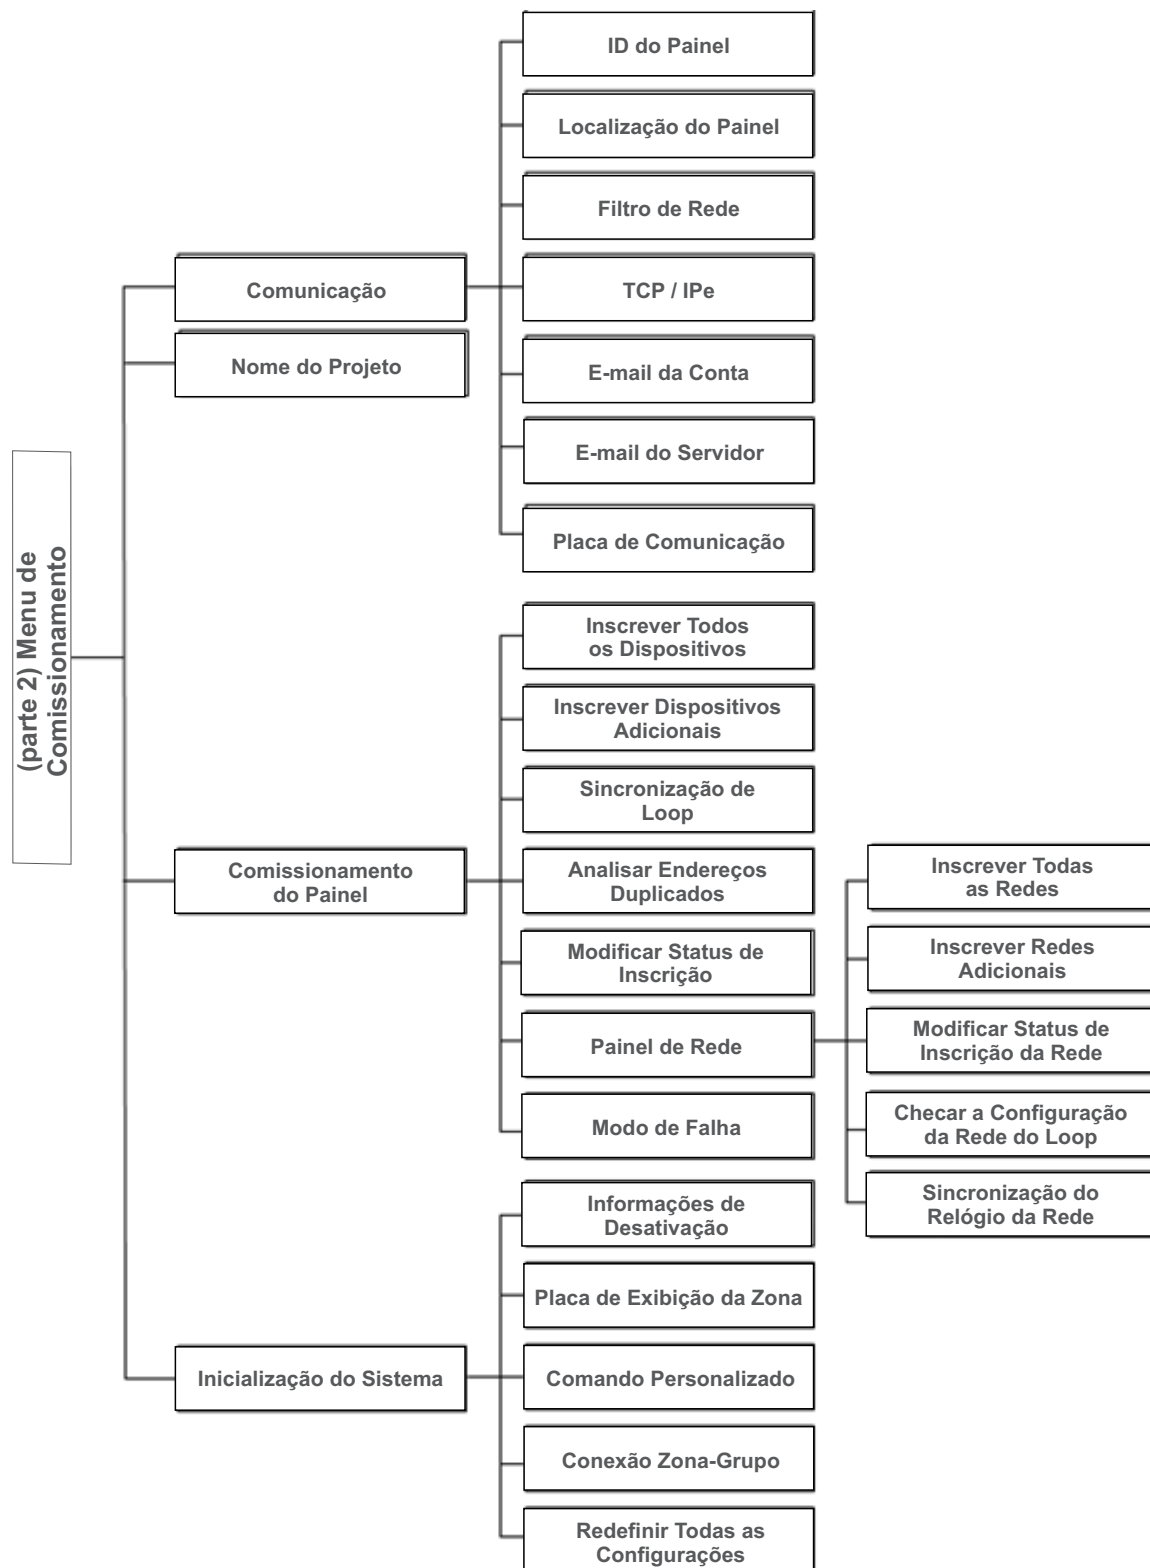 (parte 2) Menu de
Comissionamento
Comunicação
ID do Painel
Localização do Painel
Filtro de Rede
TCP / IPe
E-mail da Conta
E-mail do Servidor
Placa de Comunicação
Nome do Projeto
Comissionamento
do Painel
Inscrever Todos
os Dispositivos
Inscrever Dispositivos
Adicionais
Sincronização de
Loop
Analisar Endereços
Duplicados
Modificar Status de
Inscrição
Painel de Rede
Inscrever Todas
as Redes
Inscrever Redes
Adicionais
Modificar Status de
Inscrição da Rede
Checar a Configuração
da Rede do Loop
Sincronização do
Relógio da Rede
Modo de Falha
Inicialização do Sistema
Informações de
Desativação
Placa de Exibição da Zona
Comando Personalizado
Conexão Zona-Grupo
Redefinir Todas as
Configurações